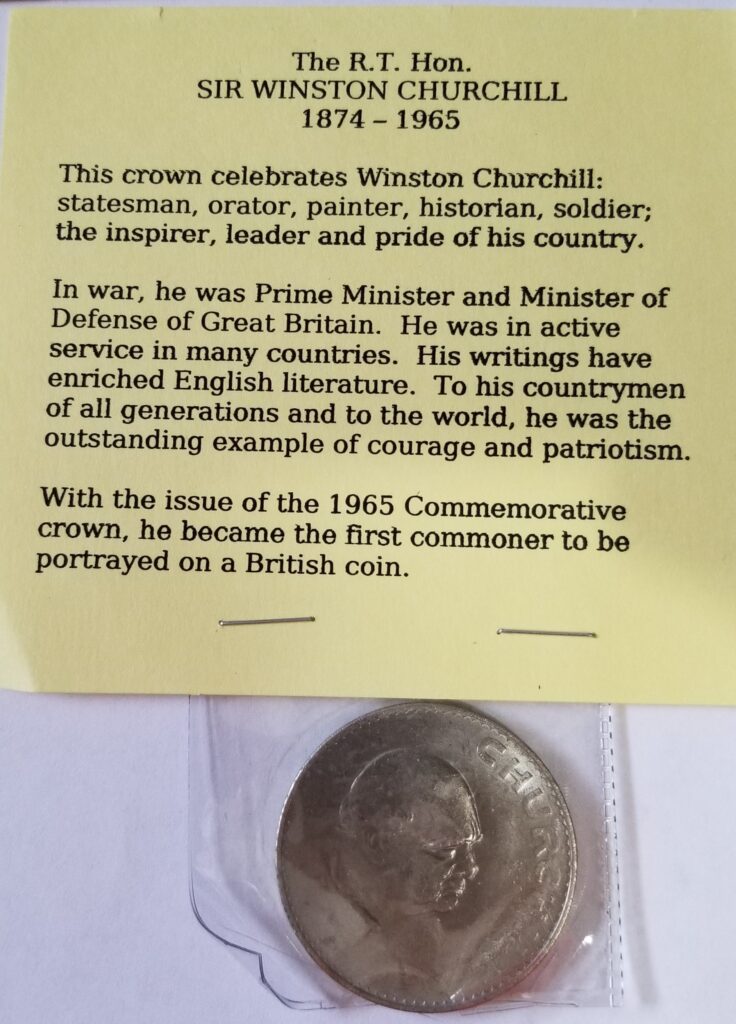 The R.T. Hon.
SIR WINSTON CHURCHILL
1874 – 1965
This crown celebrates Winston Churchill:
statesman, orator, painter, historian, soldier;
the inspirer, leader and pride of his country.
In war, he was Prime Minister and Minister of
Defense of Great Britain. He was in active
service in many countries. His writings have
enriched English literature. To his countrymen
of all generations and to the world, he was the
outstanding example of courage and patriotism.
With the issue of the 1965 Commemorative
crown, he became the first commoner to be
portrayed on a British coin.
CHURCH